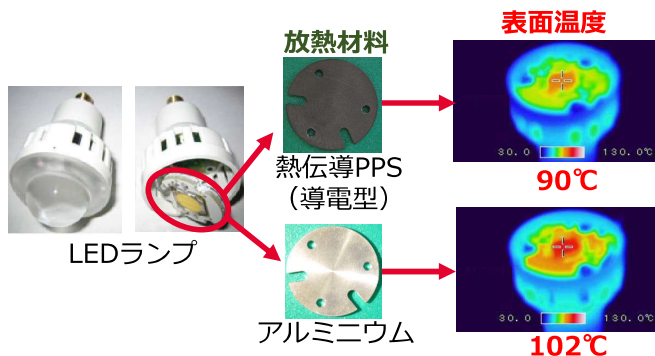 表面温度
放熱材料
30.0 130.0℃
熱伝導PPS
（導電型）
90℃
LEDランプ
30.0 130.0℃
アルミニウム
102℃